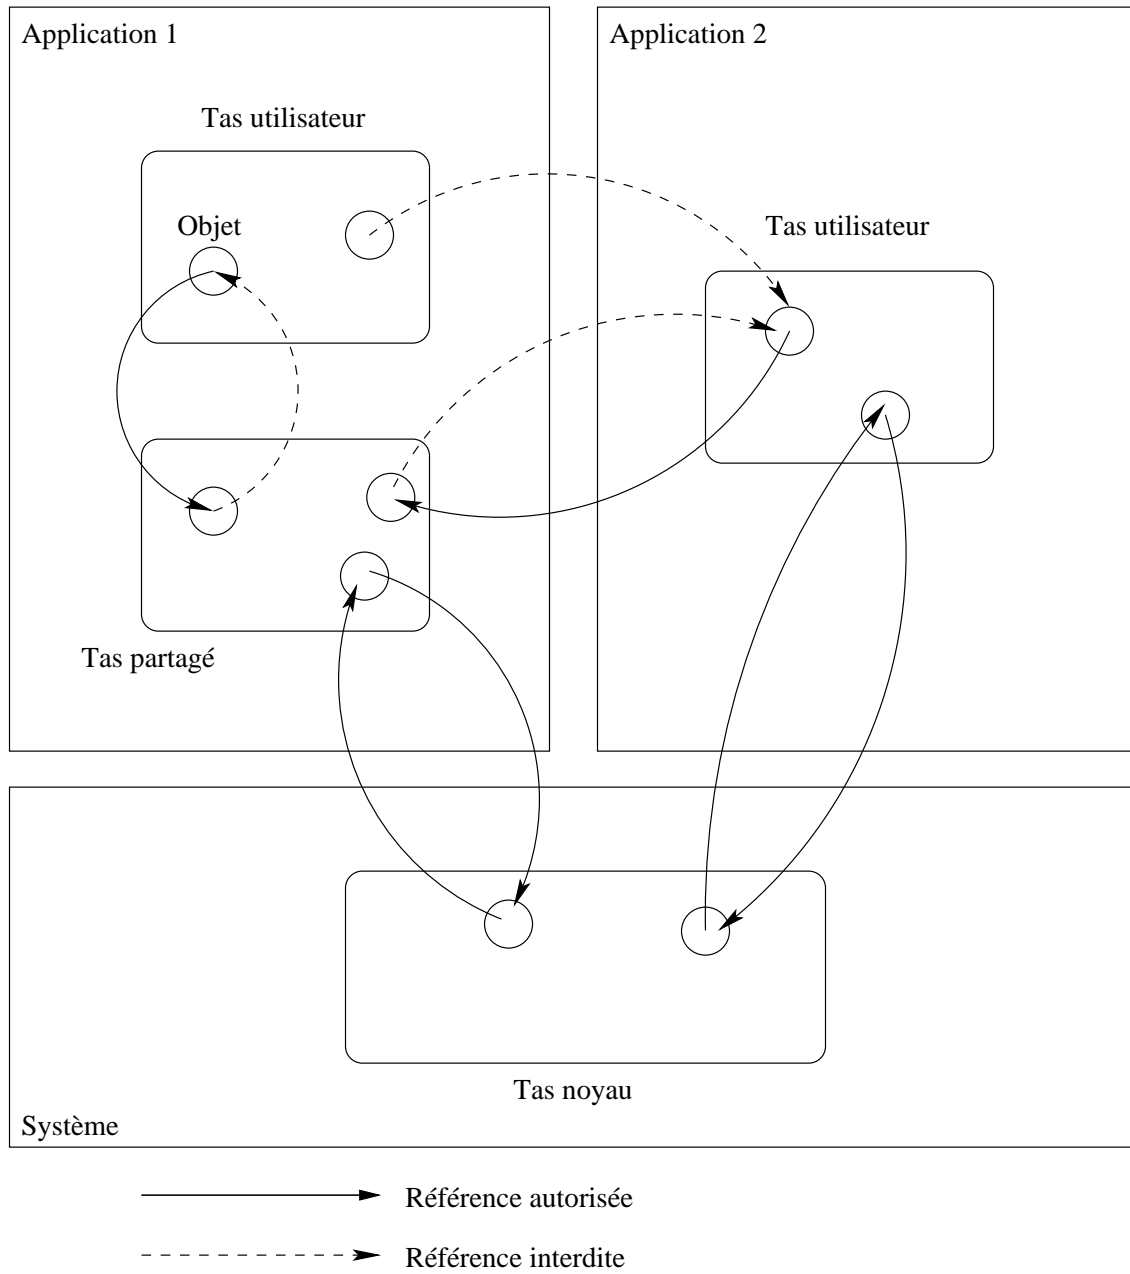 Application 1
Application 2
Tas utilisateur
Objet
Tas utilisateur
Tas partagé
Tas noyau
Système
Référence autorisée
Référence interdite